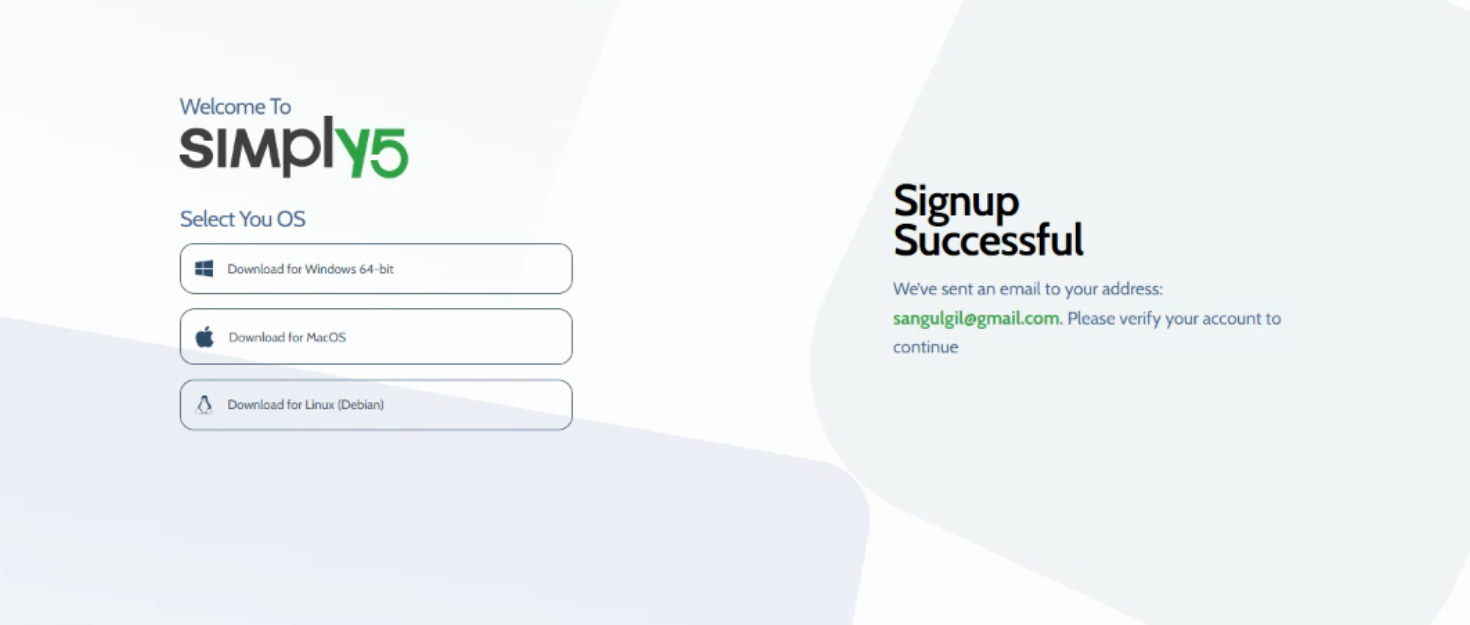 Welcome To
simply5
Select You OS
Download for Windows 64-bit
Download for MacOS
Download for Linux (Debian)
Signup
Successful
We've sent an email to your address:
sangulgil@gmail.com. Please verify your account to
continue